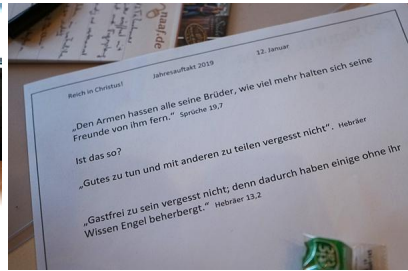 naaf.de
Reich in Christus!
Jahresauftakt 2019
12. Januar
„Den Armen hassen alle seine Brüder, wie viel mehr halten sich seine
Freunde von ihm fern.“ Sprüche 19,7
Ist das so?
„Gutes zu tun und mit anderen zu teilen vergesst nicht“. Hebräer
„Gastfrei zu sein vergesst nicht; denn dadurch haben einige ohne ihr
Wissen Engel beherbergt.“ Hebräer 13,2